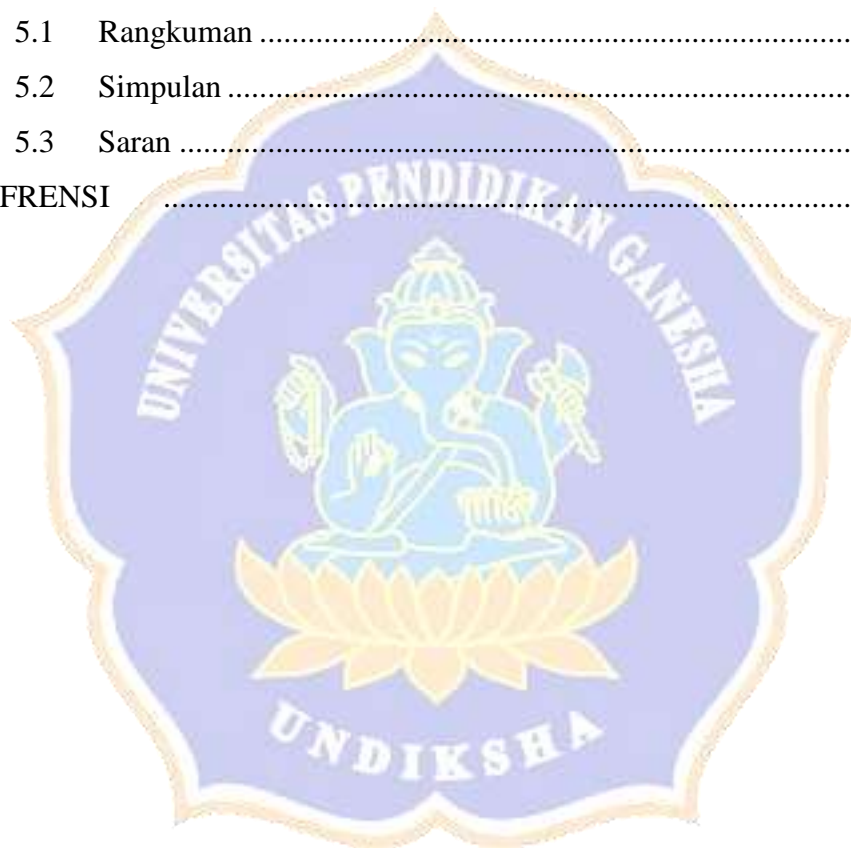 5.1 Rangkuman ........................................................................
5.2 Simpulan ............................................................................
5.3 Saran ..................................................................................
FRENSI ....................................................................................
UNIVERSITAS PENDIDIKAN GANESHA
UNDIKSHA